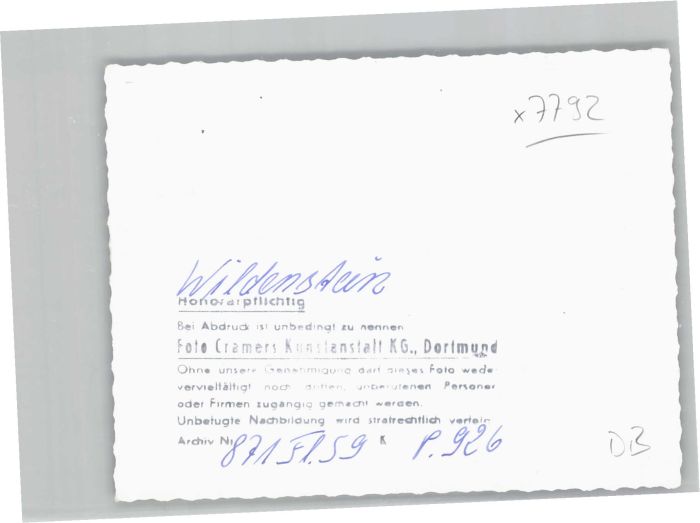 x7792
Wildenstein
Honorarpflichtig
Bei Abdruck ist unbedingt zu nennen
Foto Cramers Kunstanstalt KG., Dortmund
Ohne unsere Genehmigung darf dieses Foto weder
vervielfältigt noch dritten, unberufenen Personen
oder Firmen zugängig gemacht werden.
Unbefugte Nachbildung wird strafrechtlich verfolgt
Archiv Nr. 871 Fl. 59 K P. 926
DB